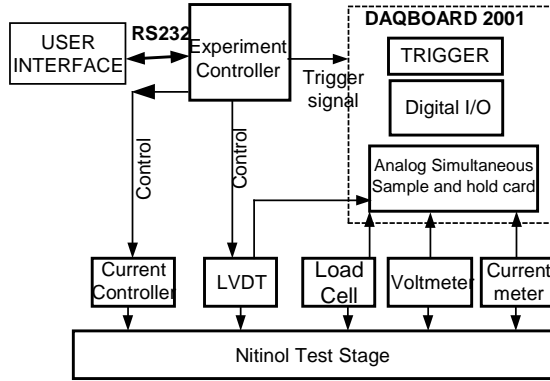 DAQBOARD 2001
USER
INTERFACE
RS232
Experiment
Controller
Trigger
signal
TRIGGER
Digital I/O
Analog Simultaneous
Sample and hold card
Control
Control
Current
Controller
LVDT
Load
Cell
Voltmeter
Current
meter
Nitinol Test Stage